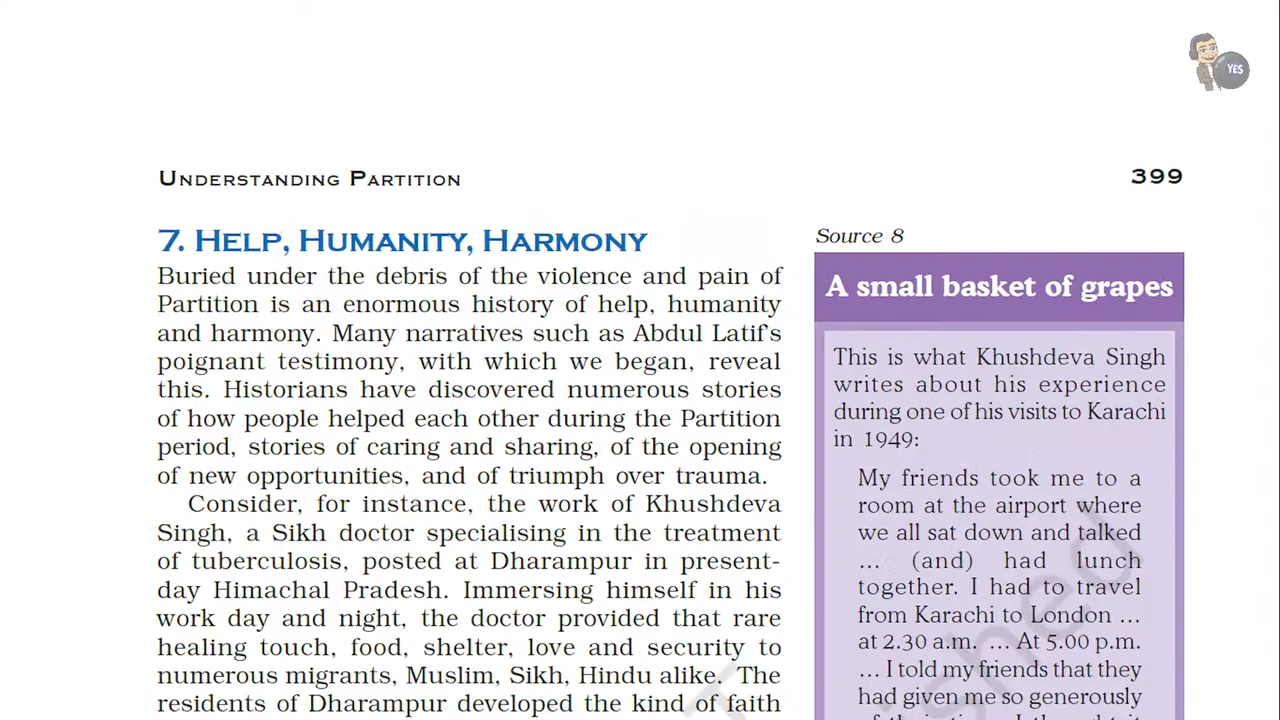 YES
UNDERSTANDING PARTITION
399
7. HELP, HUMANITY, HARMONY
Buried under the debris of the violence and pain of
Partition is an enormous history of help, humanity
and harmony. Many narratives such as Abdul Latif's
poignant testimony, with which we began, reveal
this. Historians have discovered numerous stories
of how people helped each other during the Partition
period, stories of caring and sharing, of the opening
of new opportunities, and of triumph over trauma.
Consider, for instance, the work of Khushdeva
Singh, a Sikh doctor specialising in the treatment
of tuberculosis, posted at Dharampur in present-
day Himachal Pradesh. Immersing himself in his
work day and night, the doctor provided that rare
healing touch, food, shelter, love and security to
numerous migrants, Muslim, Sikh, Hindu alike. The
residents of Dharampur developed the kind of faith
Source 8
A small basket of grapes
This is what Khushdeva Singh
writes about his experience
during one of his visits to Karachi
in 1949:
My friends took me to a
room at the airport where
we all sat down and talked
… (and) had lunch
together. I had to travel
from Karachi to London …
at 2.30 a.m. … At 5.00 p.m.
… I told my friends that they
had given me so generously